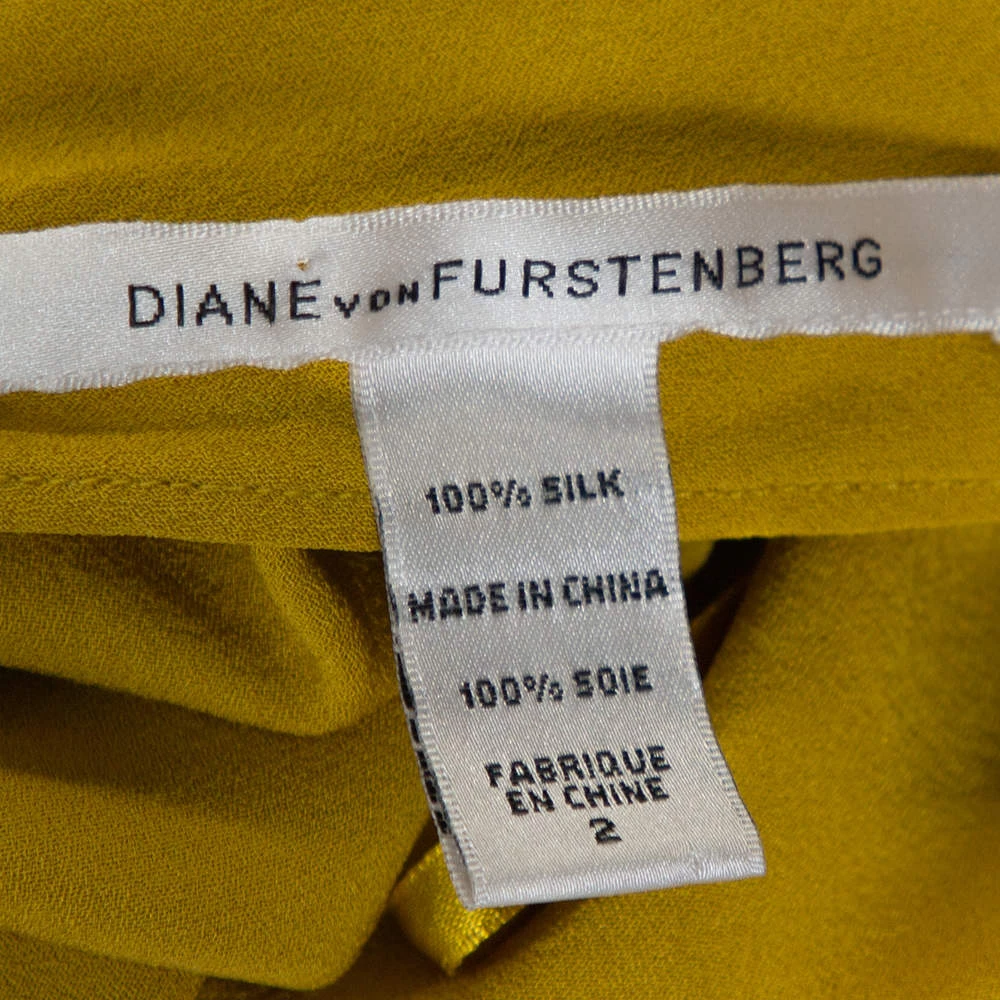 DIANE VON FURSTENBERG
100% SILK
MADE IN CHINA
100% SOIE
FABRIQUE
EN CHINE
2